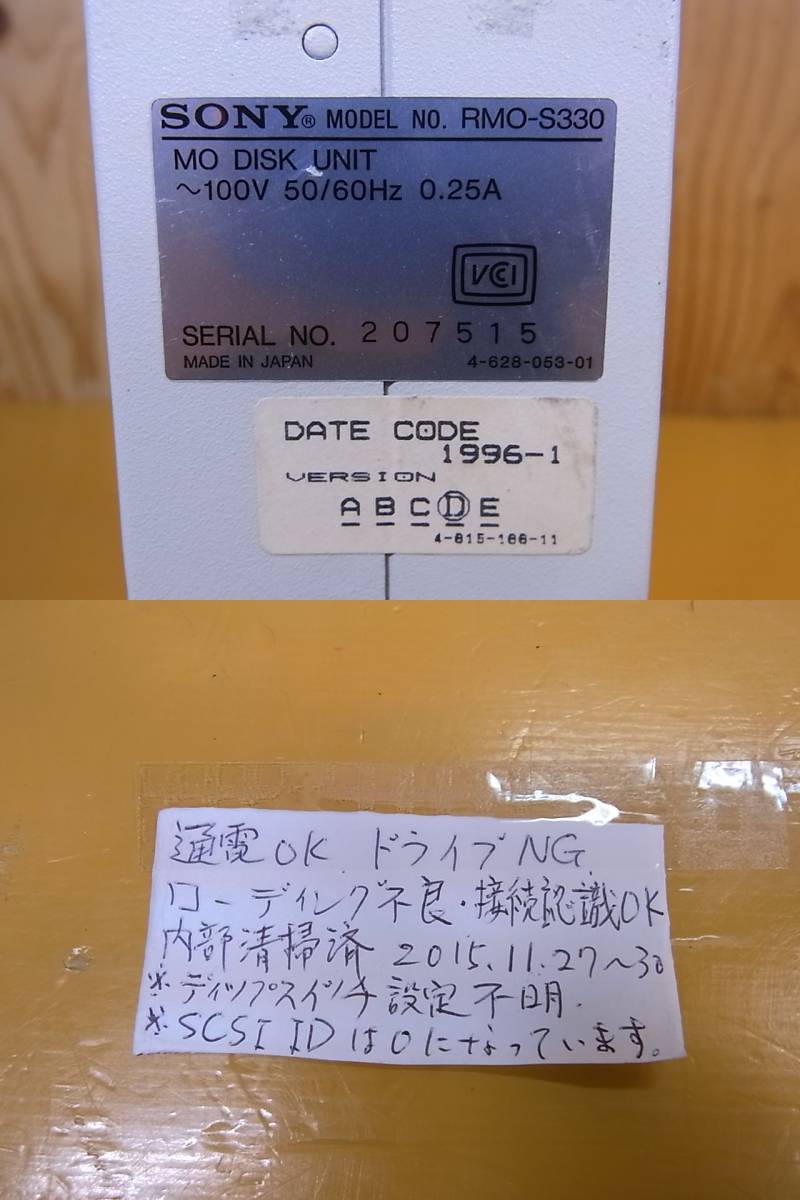 SONY® MODEL NO. RMO-S330
MO DISK UNIT
～100V 50/60Hz 0.25A
VCI
SERIAL NO. 207515
MADE IN JAPAN 4-628-053-01
DATE CODE
1996-1
VERSION
A B C D E
4-615-166-11
通電OK ドライブNG
ローディング不良・接続認識OK
内部清掃済 2015.11.27～30
※ディップスイッチ設定不明.
※SCSI IDは0になっています。